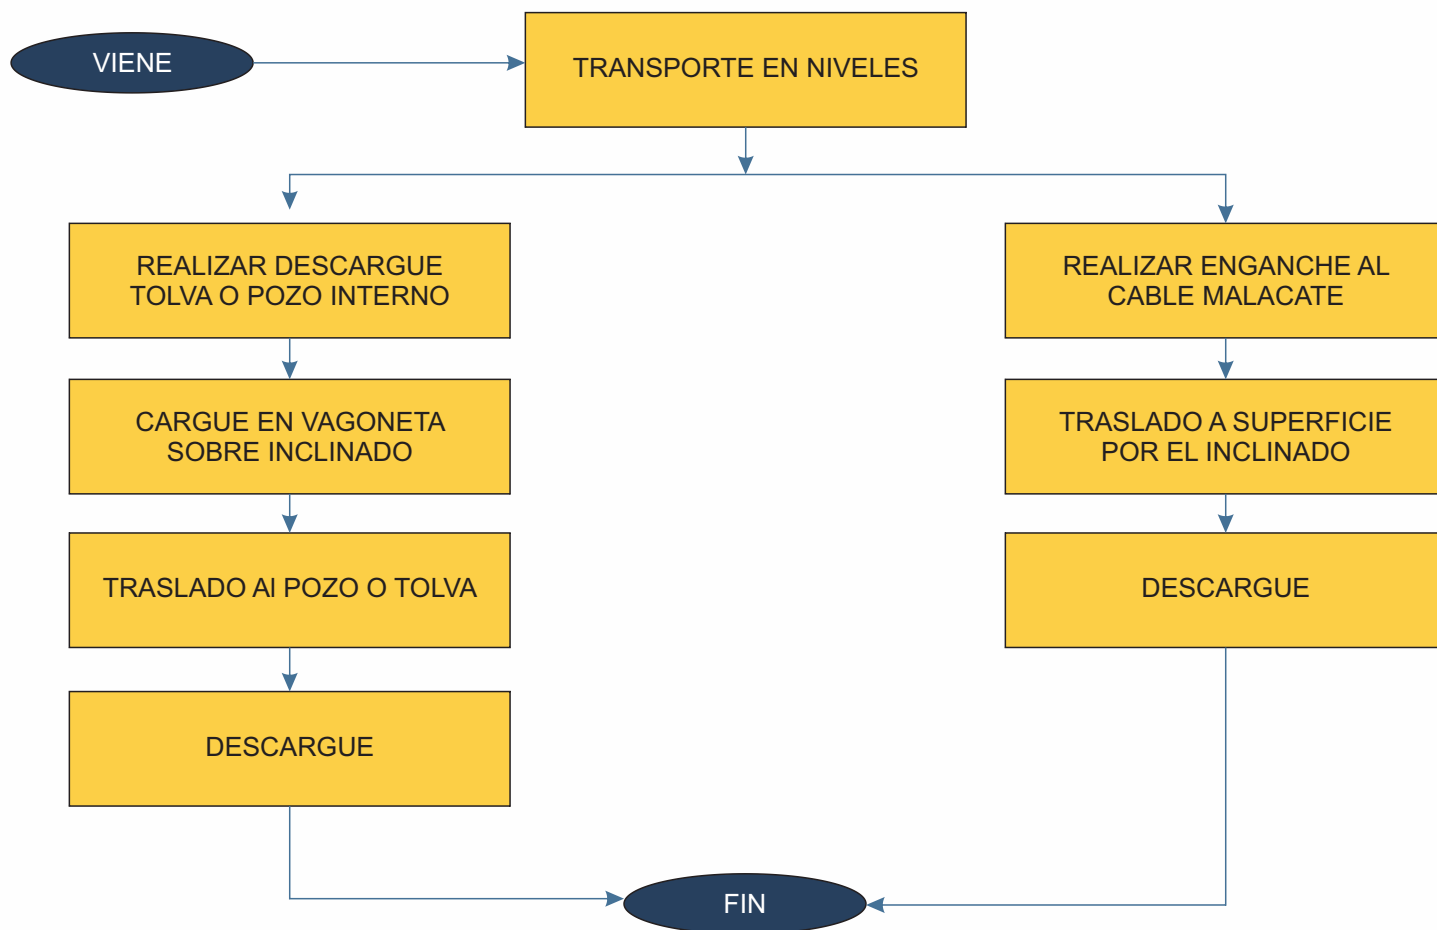 VIENE
TRANSPORTE EN NIVELES
REALIZAR DESCARGUE
TOLVA O POZO INTERNO
CARGUE EN VAGONETA
SOBRE INCLINADO
TRASLADO Al POZO O TOLVA
DESCARGUE
REALIZAR ENGANCHE AL
CABLE MALACATE
TRASLADO A SUPERFICIE
POR EL INCLINADO
DESCARGUE
FIN